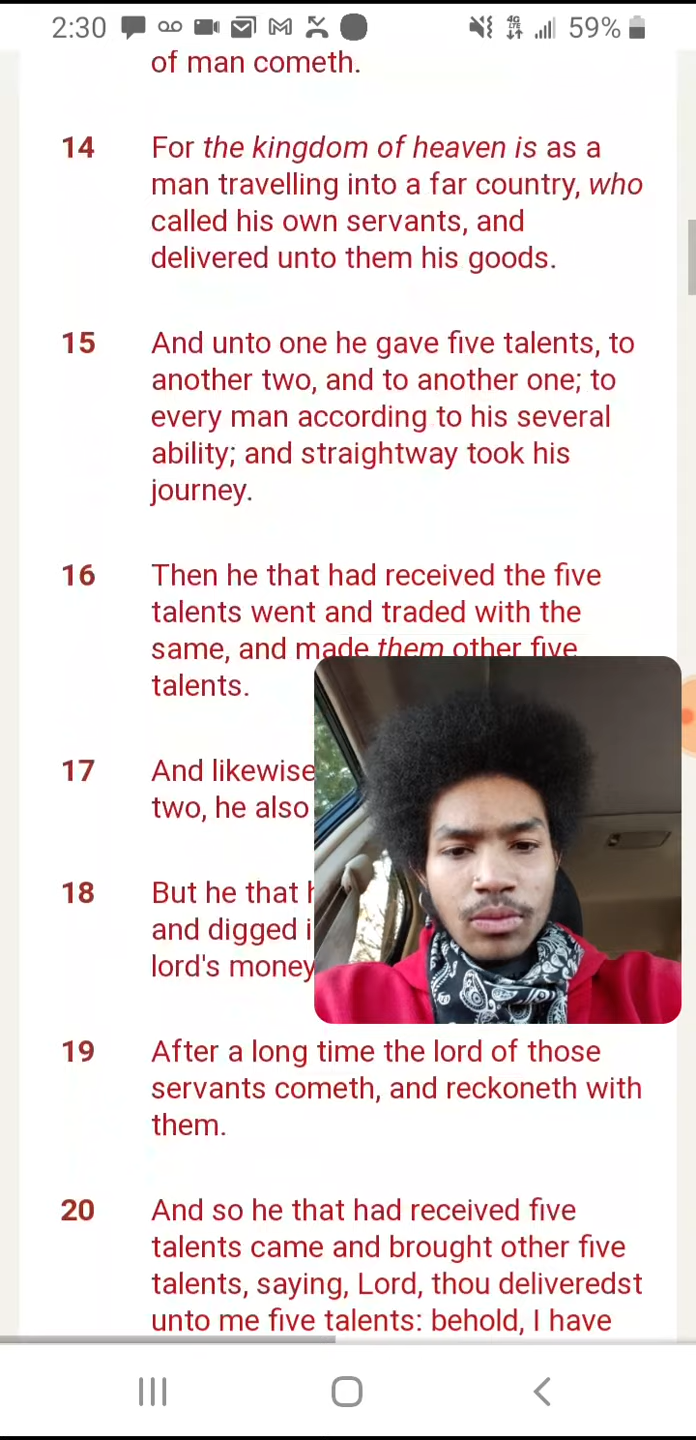 2:30
4G
LTE
59%
of man cometh.
14 For the kingdom of heaven is as a
man travelling into a far country, who
called his own servants, and
delivered unto them his goods.
15 And unto one he gave five talents, to
another two, and to another one; to
every man according to his several
ability; and straightway took his
journey.
16 Then he that had received the five
talents went and traded with the
same, and made them other five
talents.
17 And likewise
two, he also
18 But he that
and digged
lord's money
19 After a long time the lord of those
servants cometh, and reckoneth with
them.
20 And so he that had received five
talents came and brought other five
talents, saying, Lord, thou deliveredst
unto me five talents: behold, I have